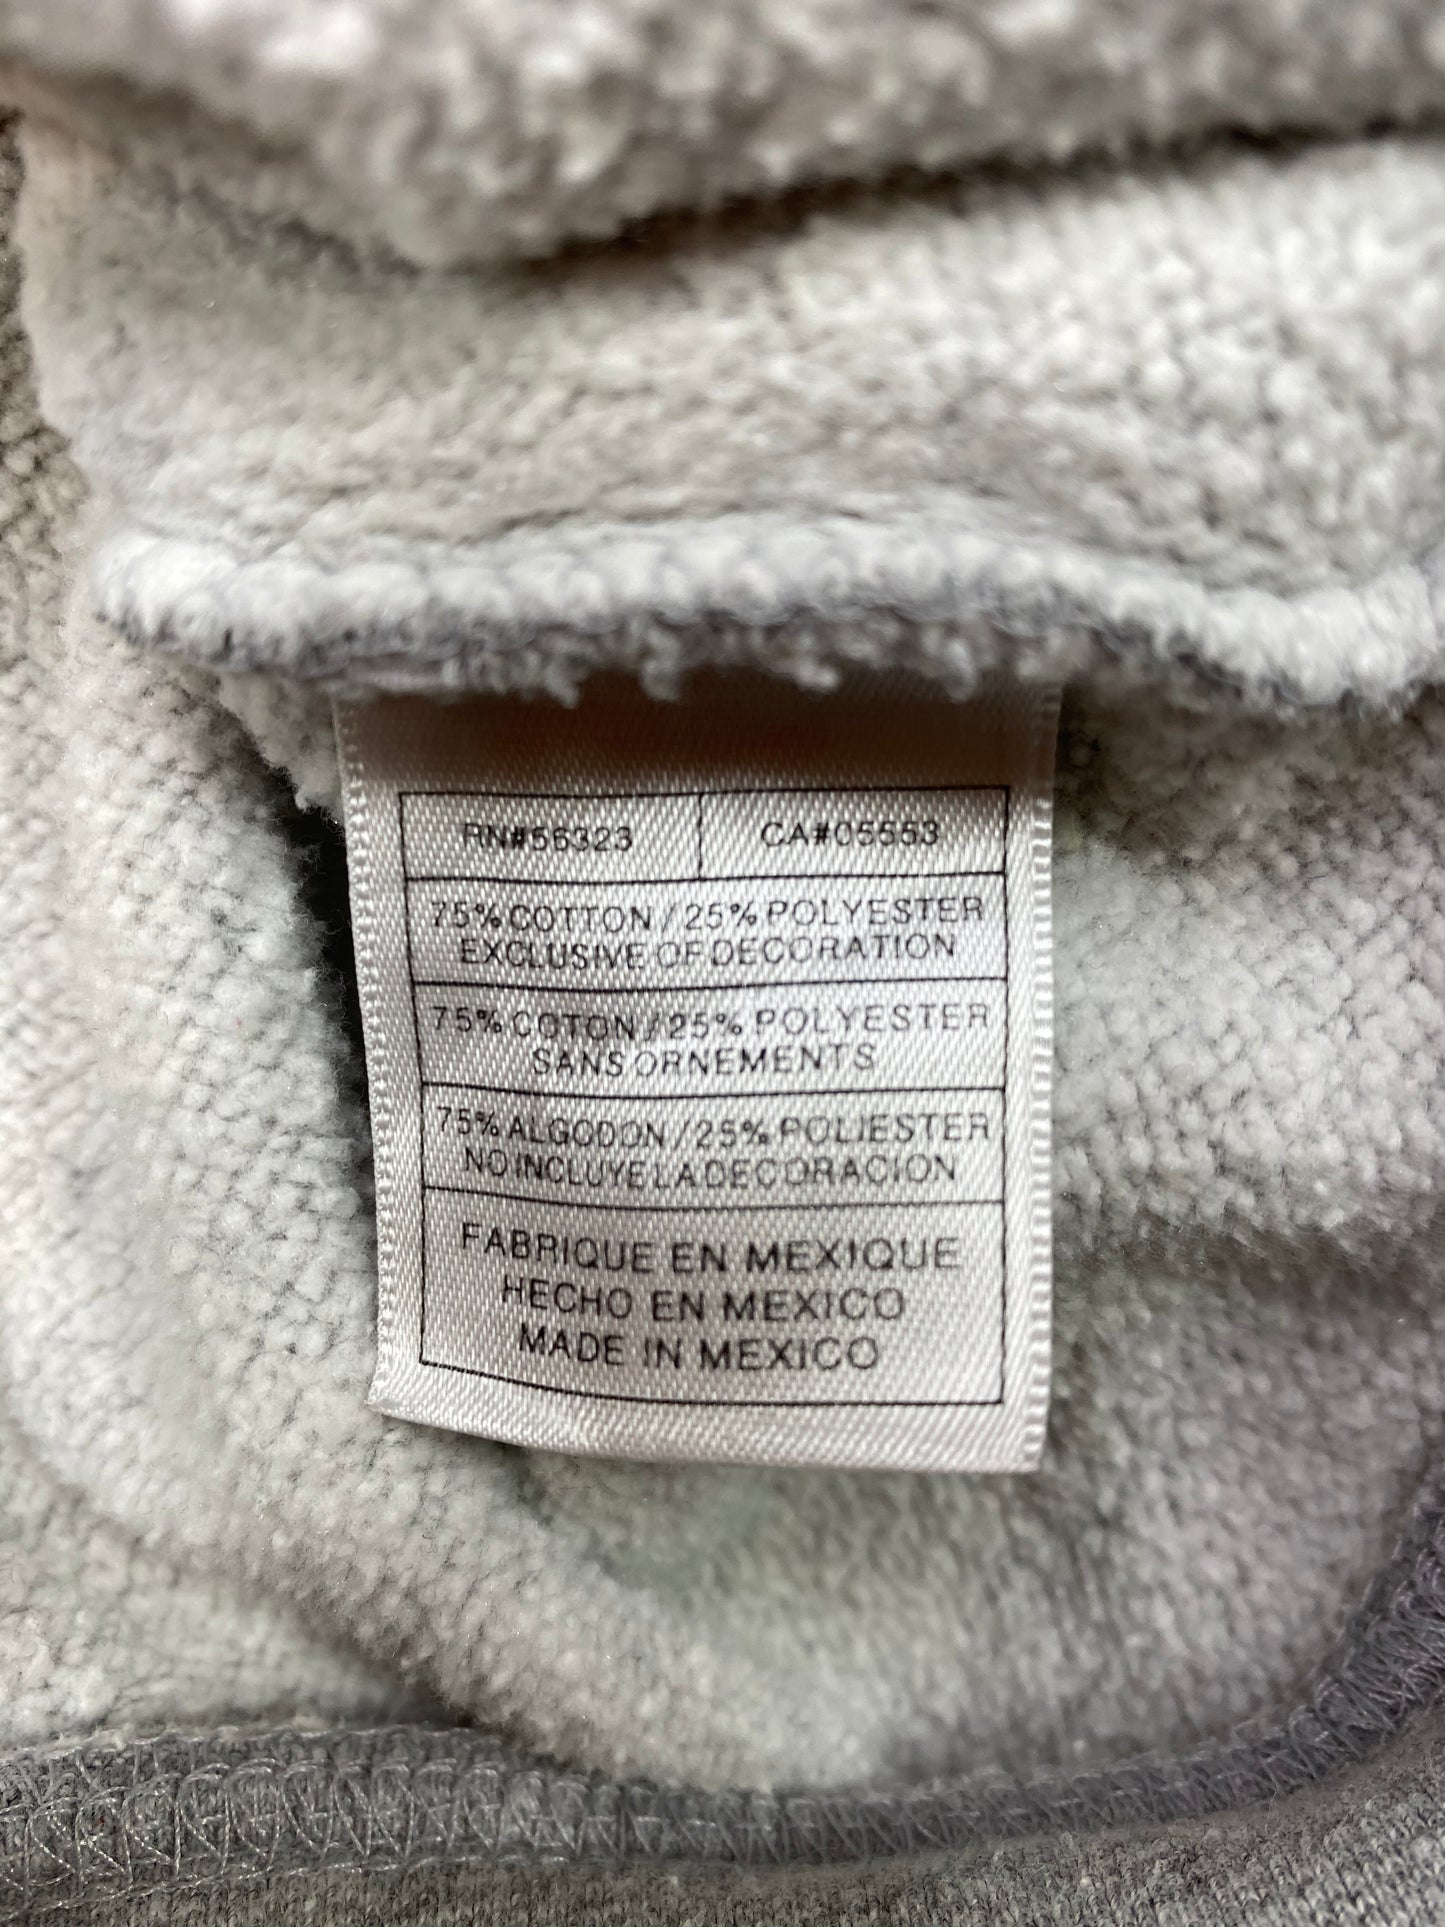 RN#56323 CA#05553
75% COTTON / 25% POLYESTER
EXCLUSIVE OF DECORATION
75% COTON / 25% POLYESTER
SANS ORNEMENTS
75% ALGODON / 25% POLIESTER
NO INCLUYE LA DECORACION
FABRIQUE EN MEXIQUE
HECHO EN MEXICO
MADE IN MEXICO